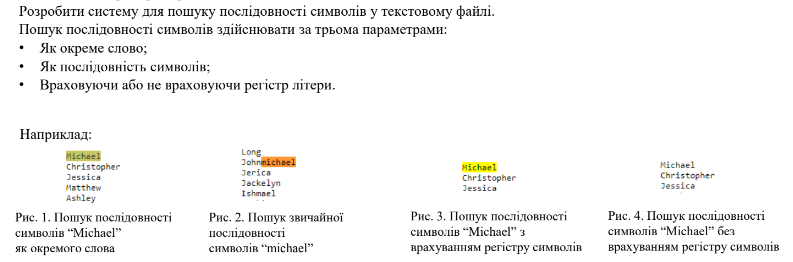 Розробити систему для пошуку послідовності символів у текстовому файлі.
Пошук послідовності символів здійснювати за трьома параметрами:
• Як окреме слово;
• Як послідовність символів;
• Враховуючи або не враховуючи регістр літери.
Наприклад:
Michael
Christopher
Jessica
Matthew
Ashley
Рис. 1. Пошук послідовності
символів “Michael”
як окремого слова
Long
Johnmichael
Jerica
Jackelyn
Ishmael
Рис. 2. Пошук звичайної
послідовності
символів “michael”
Michael
Christopher
Jessica
Рис. 3. Пошук послідовності
символів “Michael” з
врахуванням регістру символів
Michael
Christopher
Jessica
Рис. 4. Пошук послідовності
символів “Michael” без
врахуванням регістру символів